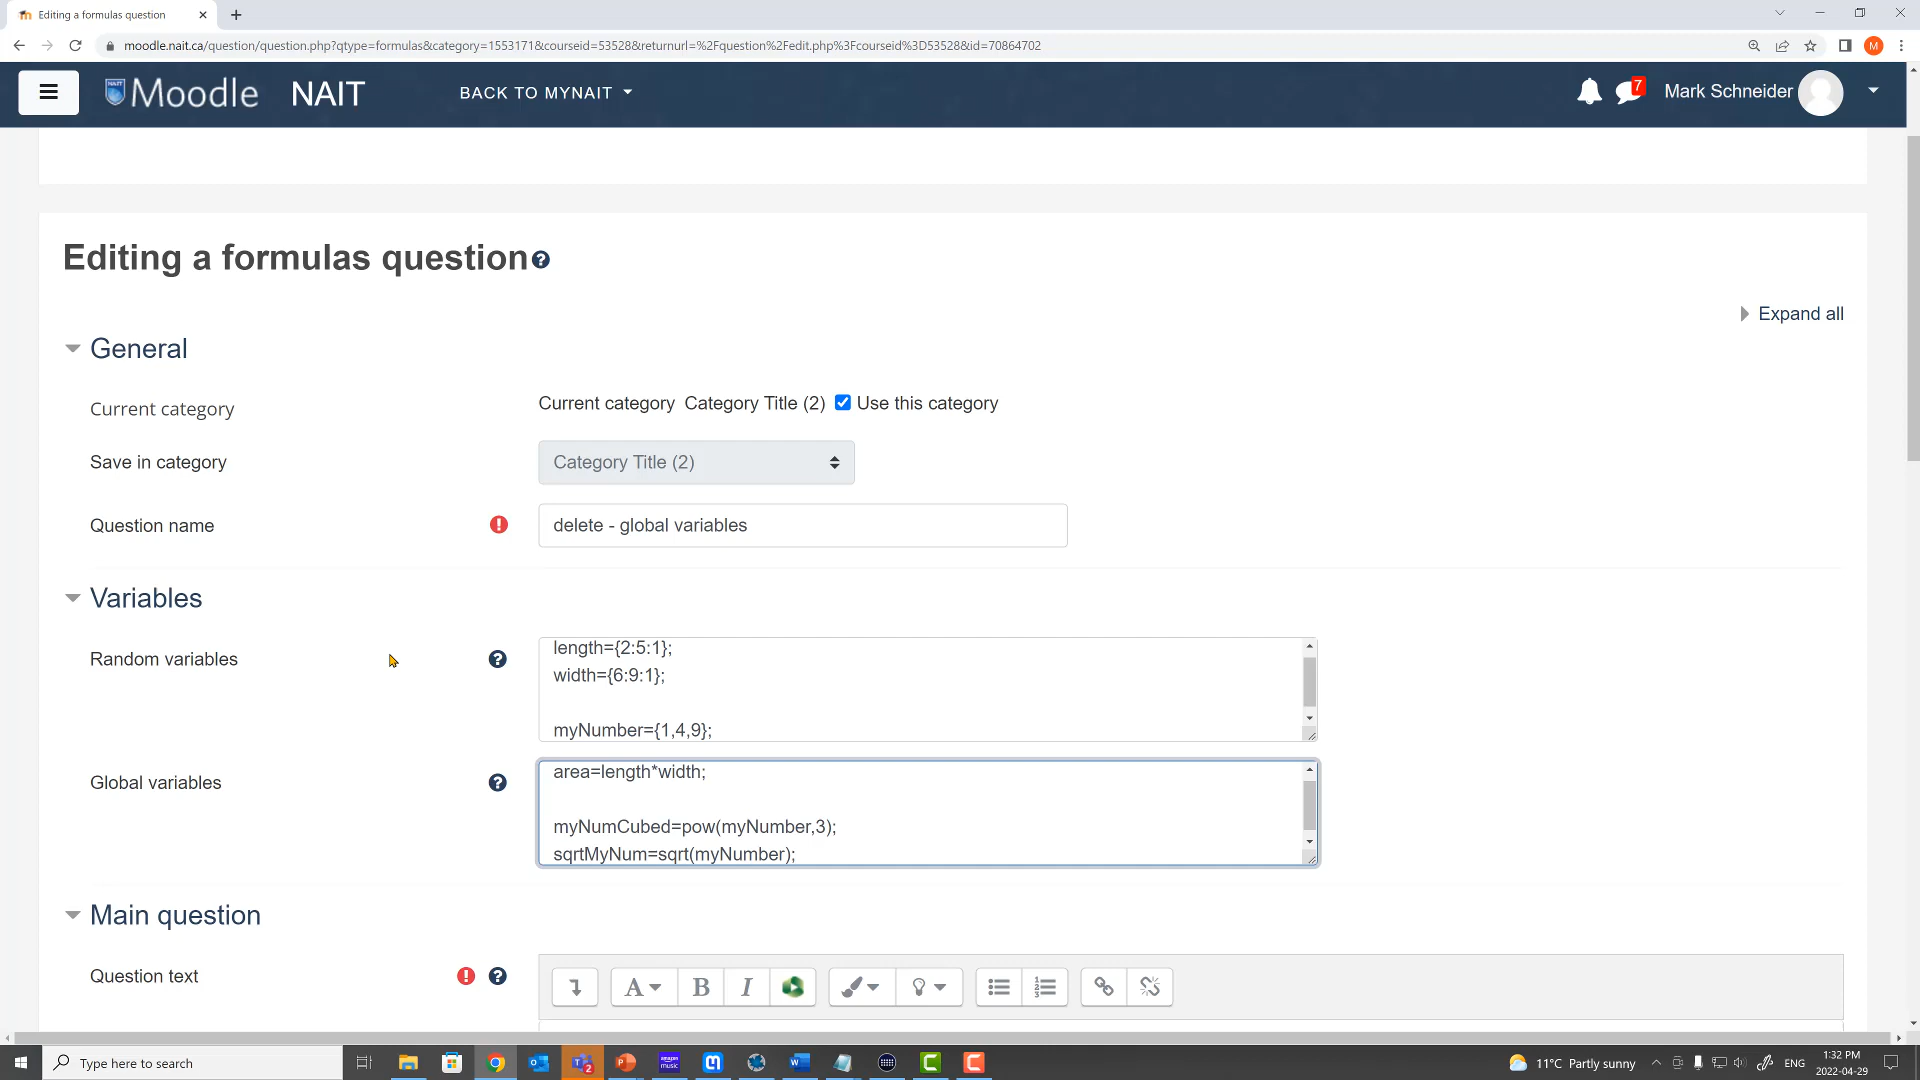 Editing a formulas question
moodle.nait.ca/question/question.php?qtype=formulas&category=1553171&courseid=53528&returnurl=%2Fquestion%2Fedit.php%3Fcourseid%3D53528&id=70864702
M
NAIT
Moodle
NAIT
BACK TO MYNAIT
7
Mark Schneider
Editing a formulas question
Expand all
General
Current category
Current category Category Title (2) Use this category
Save in category
Category Title (2)
Question name
delete - global variables
Variables
Random variables
length={2:5:1};
width={6:9:1};
myNumber={1,4,9};
Global variables
area=length*width;
myNumCubed=pow(myNumber,3);
sqrtMyNum=sqrt(myNumber);
Main question
Question text
A
B
I
Type here to search
amazon music
2
11°C Partly sunny
ENG
1:32 PM
2022-04-29